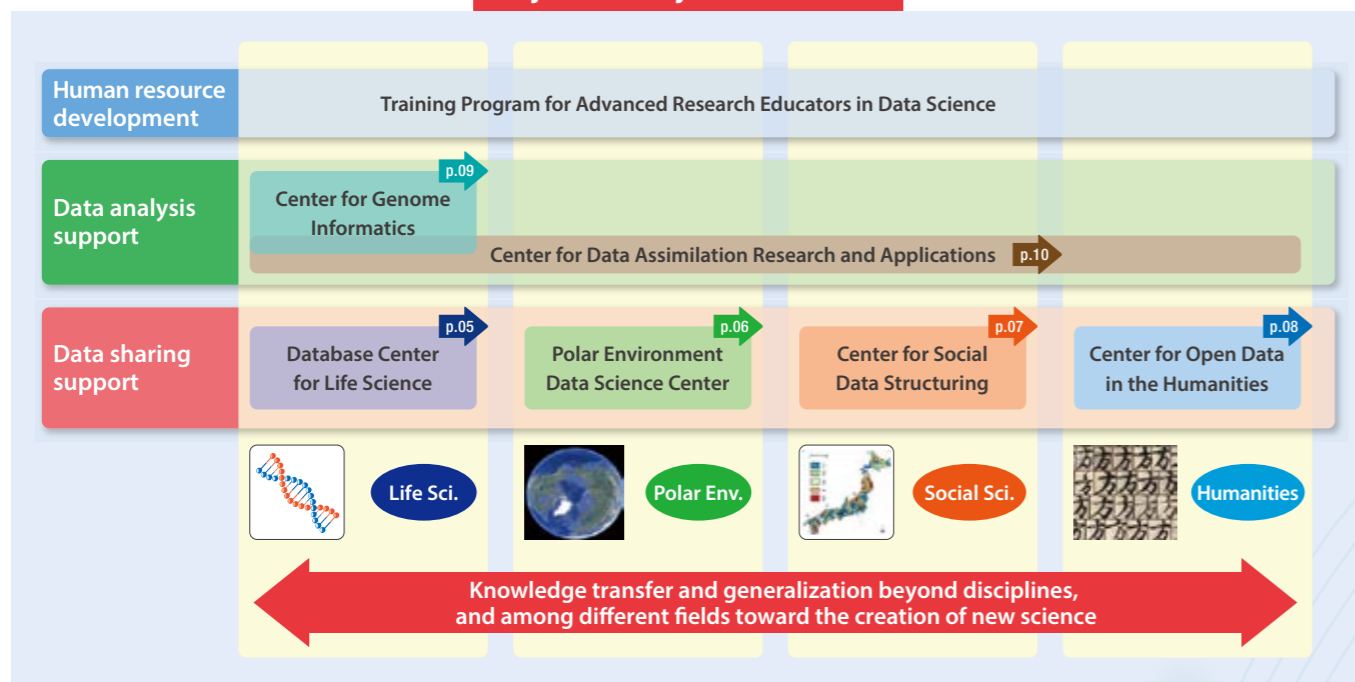 Human resource
development
Training Program for Advanced Research Educators in Data Science
Data analysis
support
p.09
Center for Genome
Informatics
Center for Data Assimilation Research and Applications
p.10
Data sharing
support
p.05
Database Center
for Life Science
p.06
Polar Environment
Data Science Center
p.07
Center for Social
Data Structuring
p.08
Center for Open Data
in the Humanities
Life Sci.
Polar Env.
Social Sci.
Humanities
Knowledge transfer and generalization beyond disciplines,
and among different fields toward the creation of new science